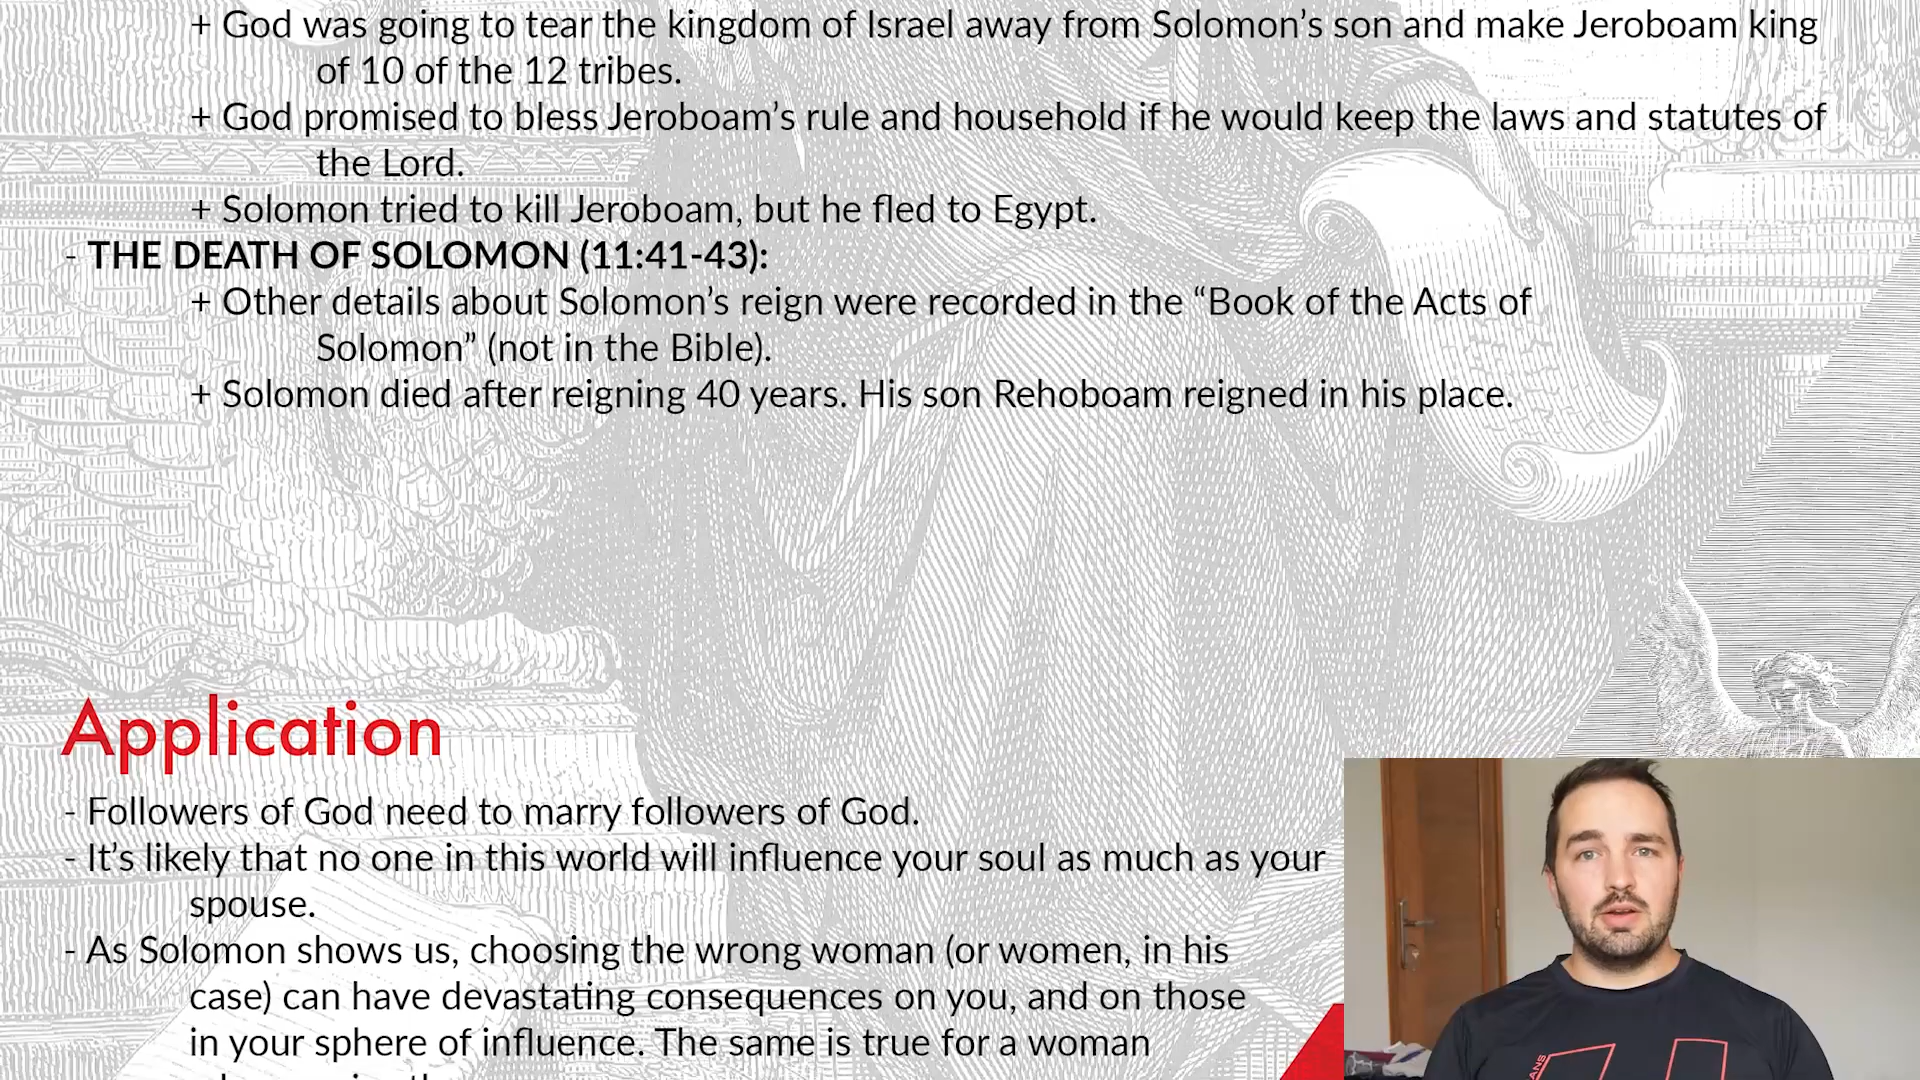 + God was going to tear the kingdom of Israel away from Solomon’s son and make Jeroboam king
of 10 of the 12 tribes.
+ God promised to bless Jeroboam’s rule and household if he would keep the laws and statutes of
the Lord.
+ Solomon tried to kill Jeroboam, but he fled to Egypt.
- THE DEATH OF SOLOMON (11:41-43):
+ Other details about Solomon’s reign were recorded in the “Book of the Acts of
Solomon” (not in the Bible).
+ Solomon died after reigning 40 years. His son Rehoboam reigned in his place.
Application
- Followers of God need to marry followers of God.
- It’s likely that no one in this world will influence your soul as much as your
spouse.
- As Solomon shows us, choosing the wrong woman (or women, in his
case) can have devastating consequences on you, and on those
in your sphere of influence. The same is true for a woman